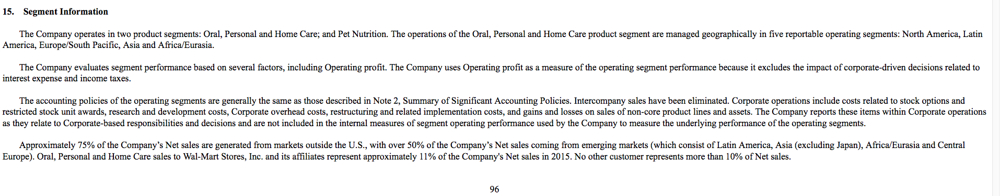 15. Segment Information
The Company operates in two product segments: Oral, Personal and Home Care; and Pet Nutrition. The operations of the Oral, Personal and Home Care product segment are managed geographically in five reportable operating segments: North America, Latin
America, Europe/South Pacific, Asia and Africa/Eurasia.
The Company evaluates segment performance based on several factors, including Operating profit. The Company uses Operating profit as a measure of the operating segment performance because it excludes the impact of corporate-driven decisions related to
interest expense and income taxes.
The accounting policies of the operating segments are generally the same as those described in Note 2, Summary of Significant Accounting Policies. Intercompany sales have been eliminated. Corporate operations include costs related to stock options and
restricted stock unit awards, research and development costs, Corporate overhead costs, restructuring and related implementation costs, and gains and losses on sales of non-core product lines and assets. The Company reports these items within Corporate operations
as they relate to Corporate-based responsibilities and decisions and are not included in the internal measures of segment operating performance used by the Company to measure the underlying performance of the operating segments.
Approximately 75% of the Company’s Net sales are generated from markets outside the U.S., with over 50% of the Company’s Net sales coming from emerging markets (which consist of Latin America, Asia (excluding Japan), Africa/Eurasia and Central
Europe). Oral, Personal and Home Care sales to Wal-Mart Stores, Inc. and its affiliates represent approximately 11% of the Company's Net sales in 2015. No other customer represents more than 10% of Net sales.
96